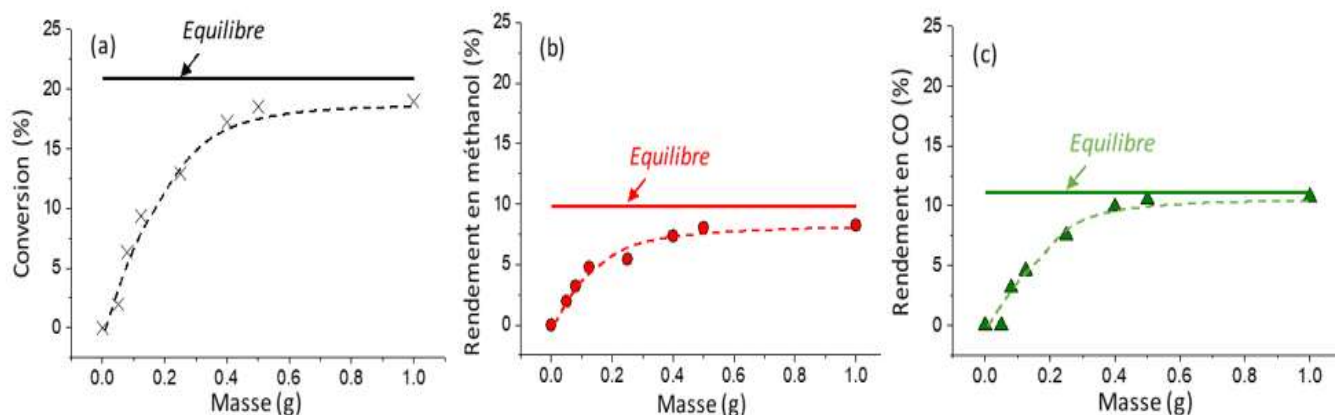 (a)
Equilibre
Conversion (%)
25
20
15
10
5
0
0.0 0.2 0.4 0.6 0.8 1.0
Masse (g)
(b)
Equilibre
Rendement en méthanol (%)
25
20
15
10
5
0
0.0 0.2 0.4 0.6 0.8 1.0
Masse (g)
(c)
Equilibre
Rendement en CO (%)
25
20
15
10
5
0
0.0 0.2 0.4 0.6 0.8 1.0
Masse (g)